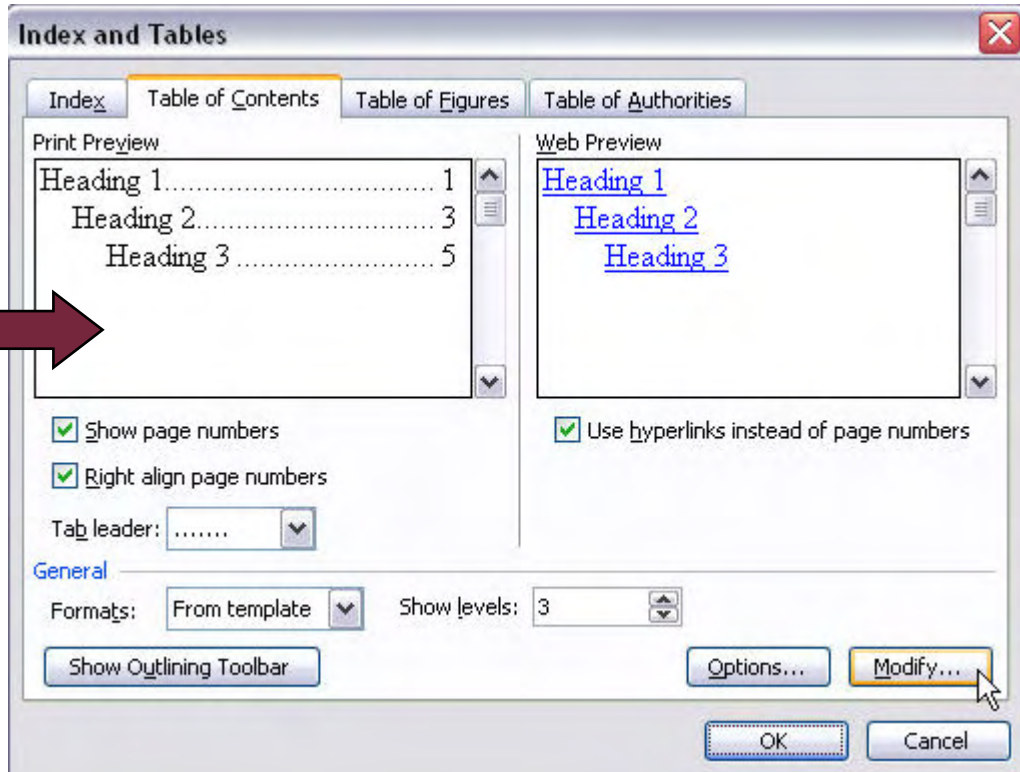 Index and Tables
Index
Table of Contents
Table of Figures
Table of Authorities
Print Preview
Heading 1.................................. 1
Heading 2.............................. 3
Heading 3 ......................... 5
Web Preview
Heading 1
Heading 2
Heading 3
Show page numbers
Right align page numbers
Tab leader: .......
Use hyperlinks instead of page numbers
General
Formats: From template Show levels: 3
Show Outlining Toolbar Options... Modify...
OK Cancel